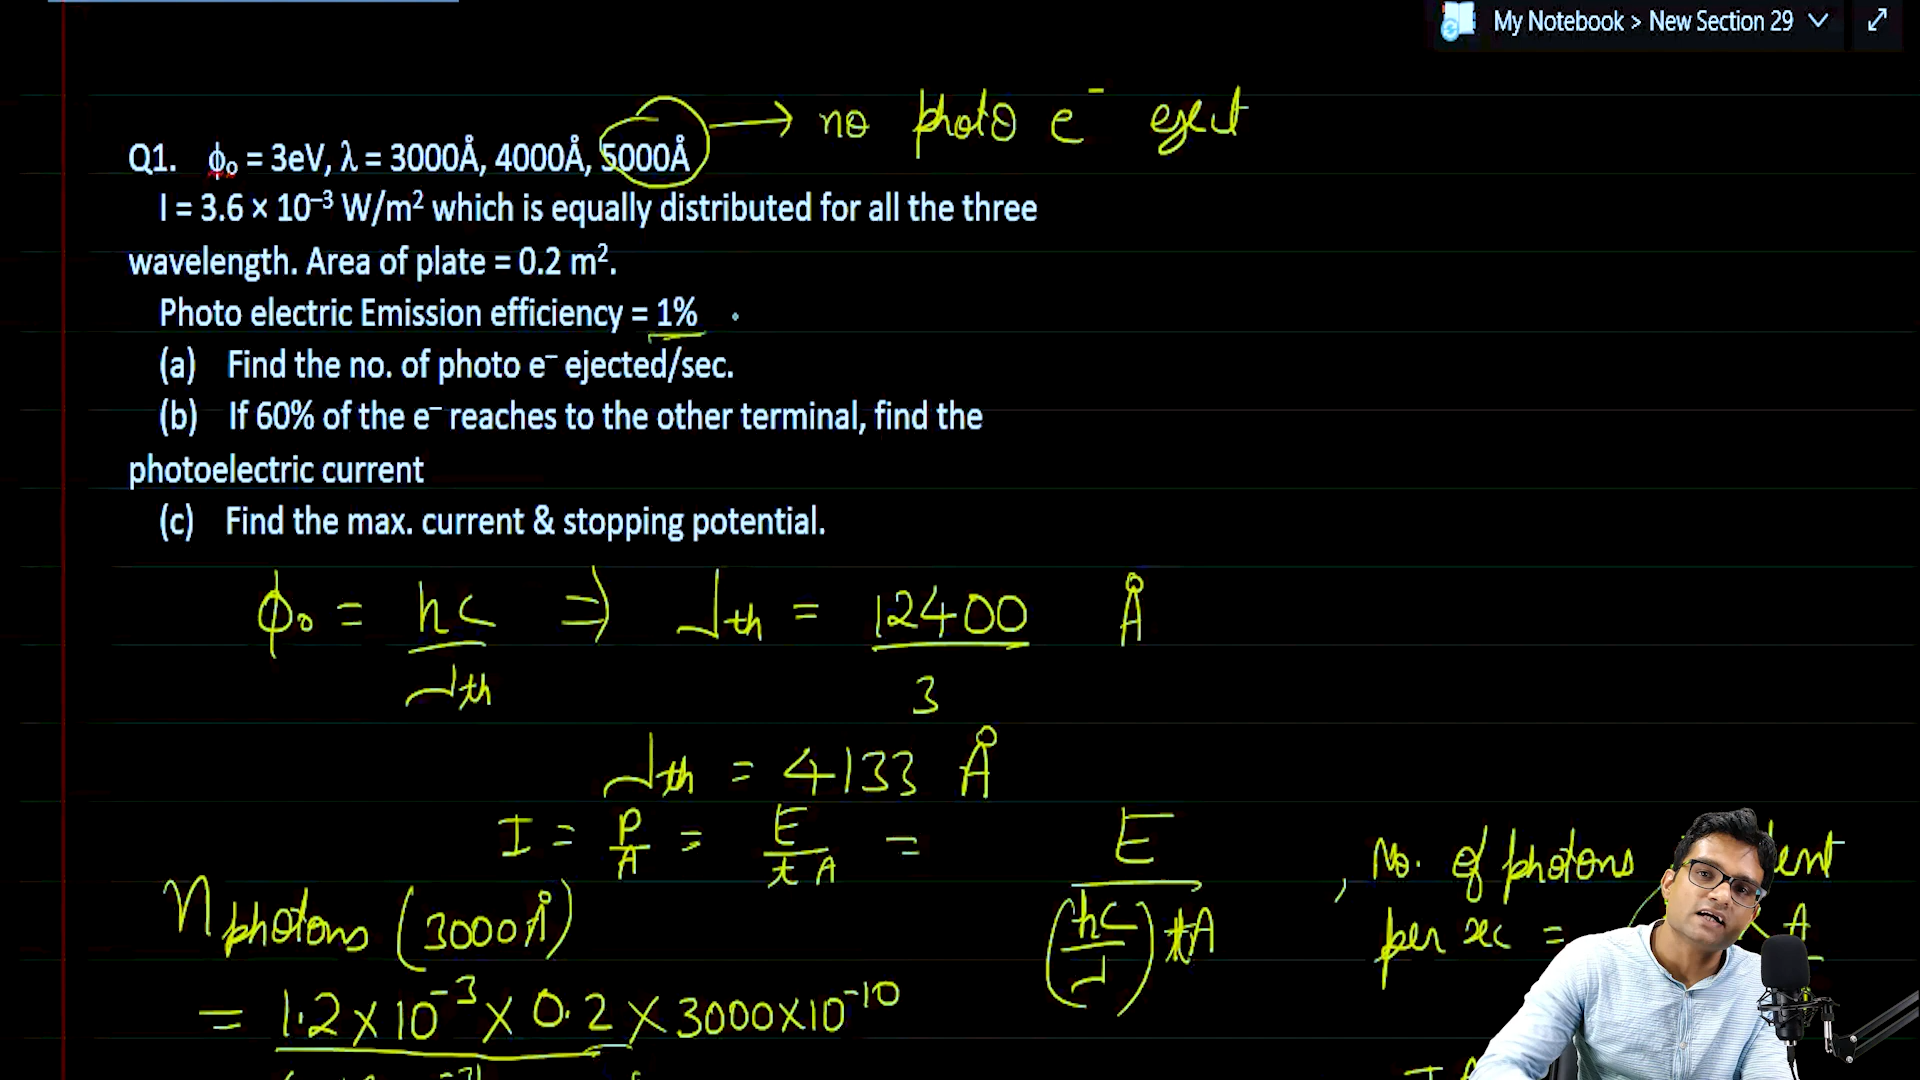 My Notebook > New Section 29
→ no photo e⁻ eject
Q1. ϕ₀ = 3eV, λ = 3000Å, 4000Å, 5000Å
I = 3.6 × 10⁻³ W/m² which is equally distributed for all the three
wavelength. Area of plate = 0.2 m².
Photo electric Emission efficiency = 1%
(a) Find the no. of photo e⁻ ejected/sec.
(b) If 60% of the e⁻ reaches to the other terminal, find the
photoelectric current
(c) Find the max. current & stopping potential.
ϕ₀ = hc/λth ⇒ λth = 12400/3 Å
λth = 4133 Å
I = P/A = E/tA = E/(hc/λ)tA , No. of photons
per sec =
n photons (3000Å)
= 1.2×10⁻³×0.2×3000×10⁻¹⁰